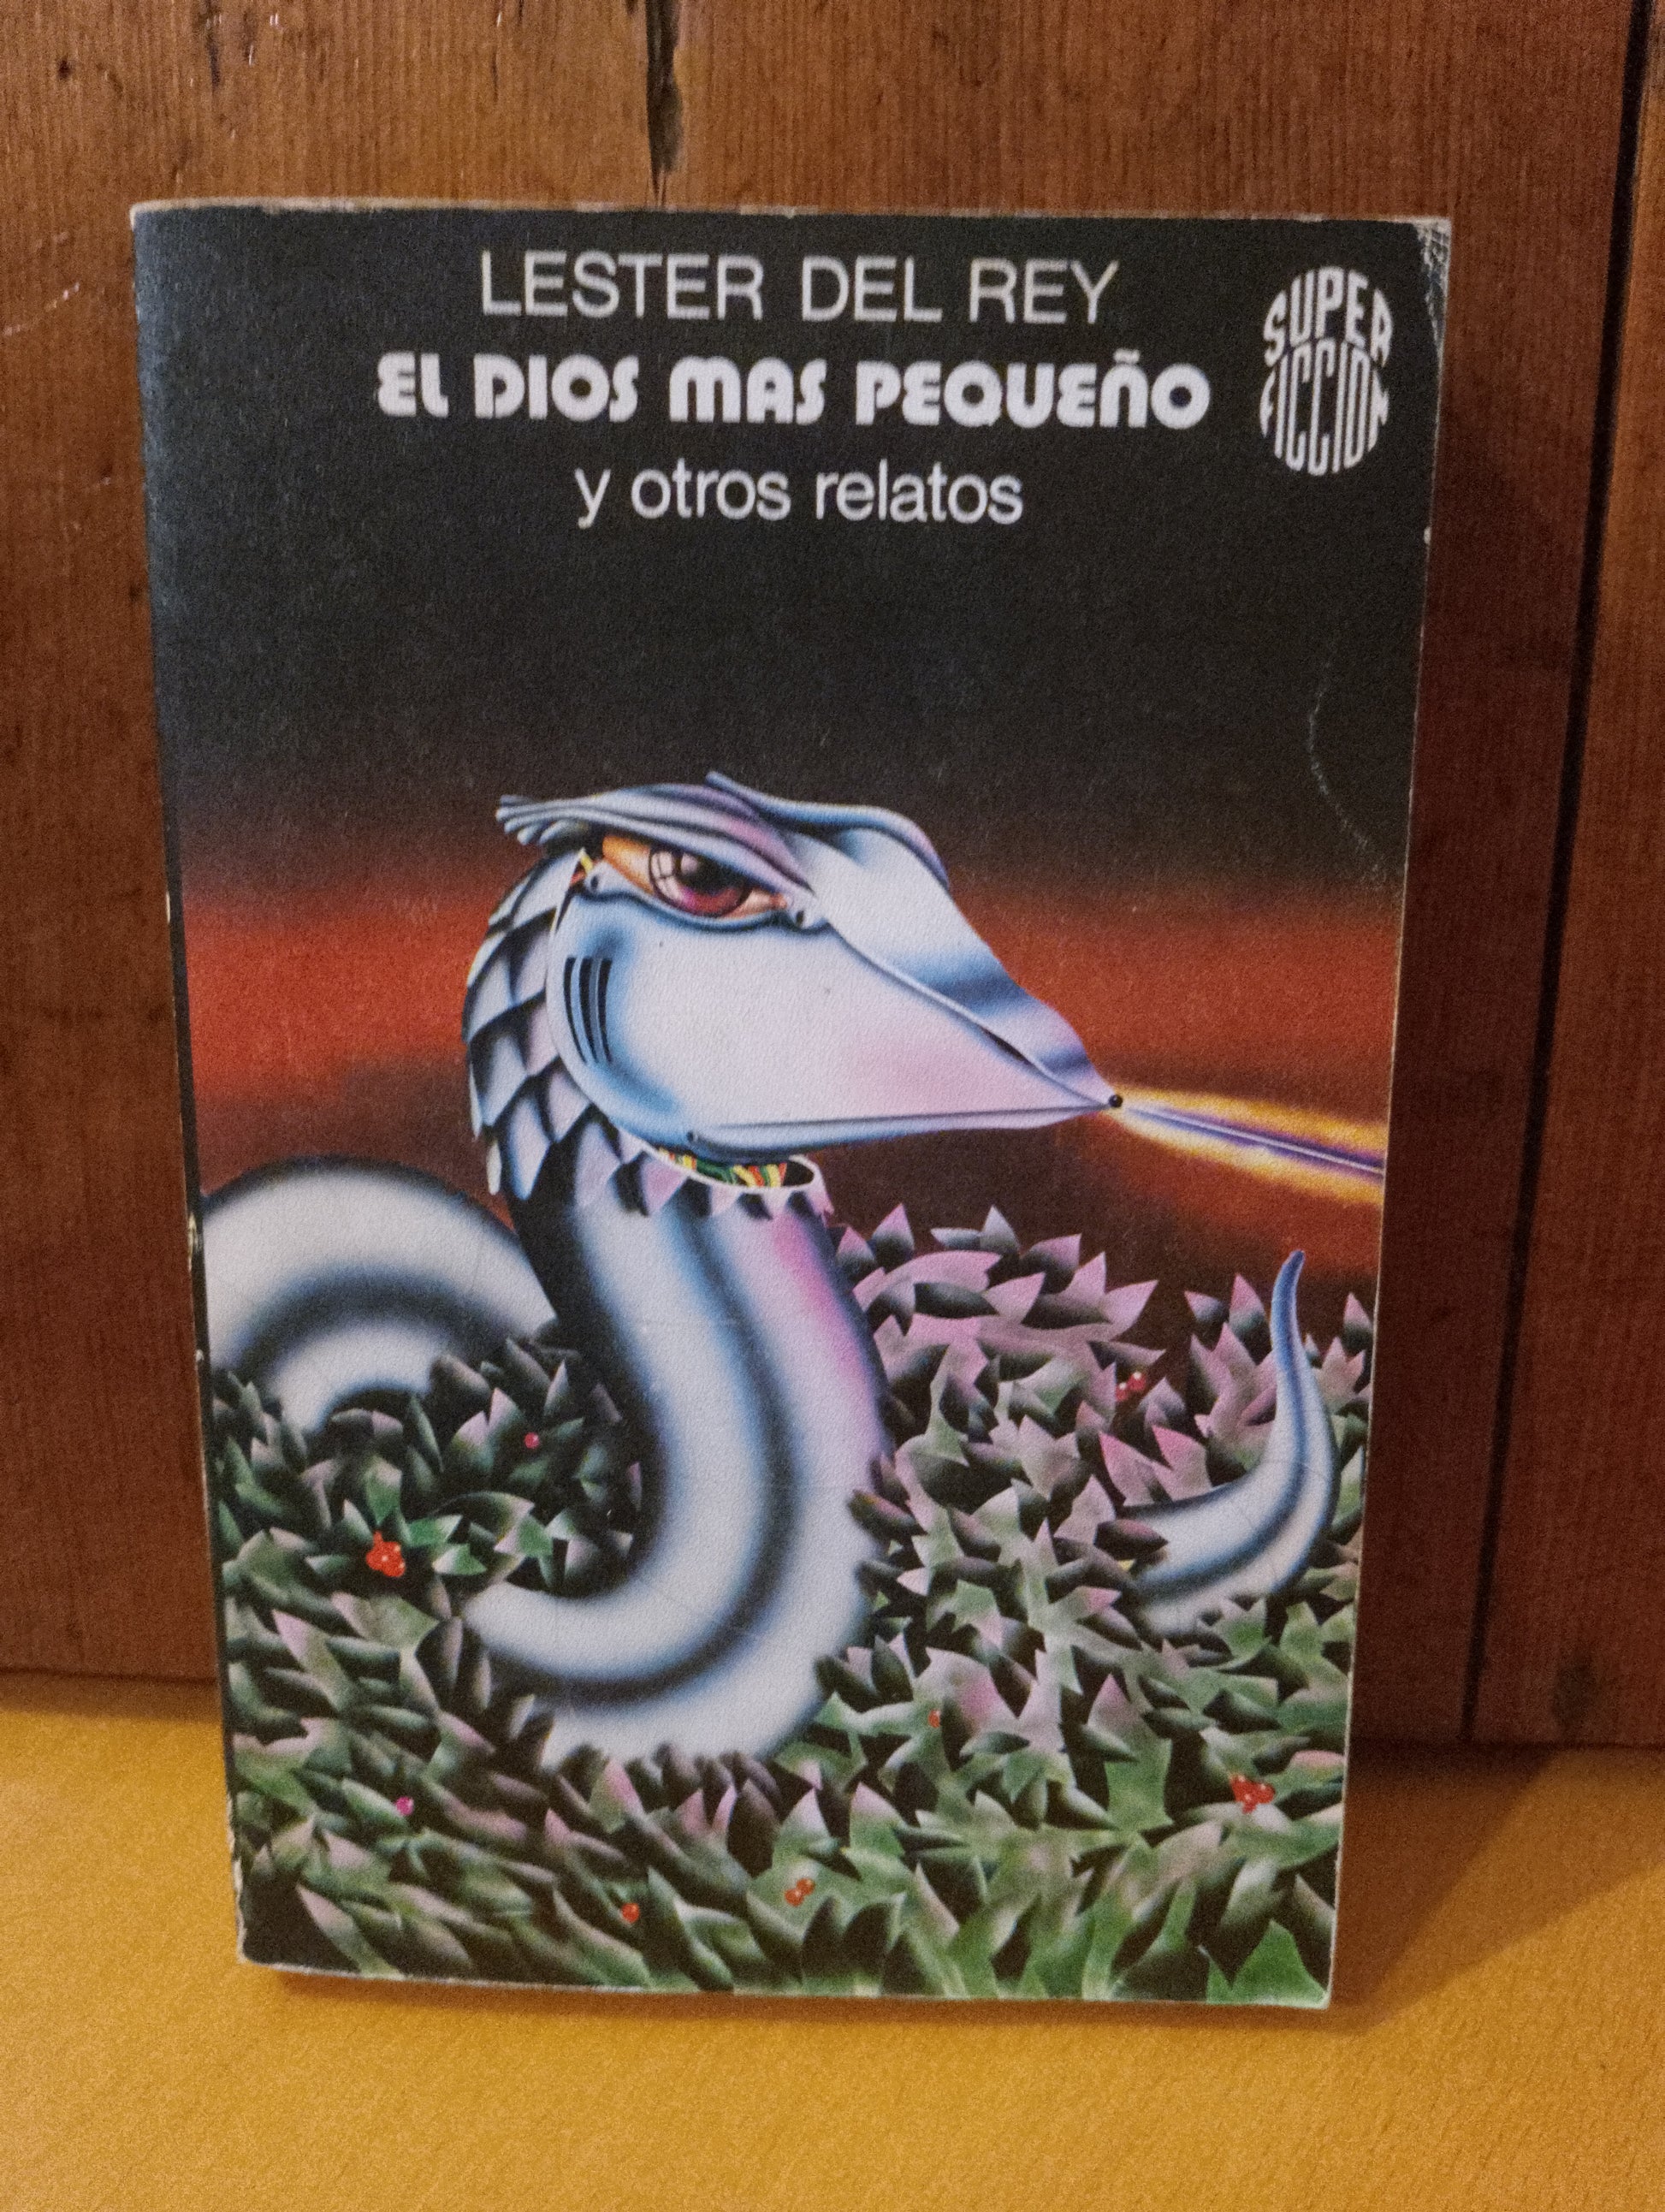 LESTER DEL REY
EL DIOS MAS PEQUEÑO
y otros relatos
SUPER
FICCION